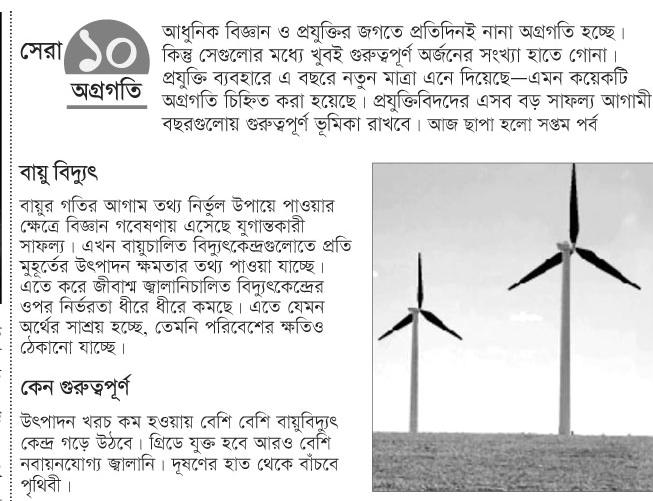 সেরা ১০ অগ্রগতি
আধুনিক বিজ্ঞান ও প্রযুক্তির জগতে প্রতিদিনই নানা অগ্রগতি হচ্ছে।
কিন্তু সেগুলোর মধ্যে খুবই গুরুত্বপূর্ণ অর্জনের সংখ্যা হাতে গোনা।
প্রযুক্তি ব্যবহারে এ বছরে নতুন মাত্রা এনে দিয়েছে—এমন কয়েকটি
অগ্রগতি চিহ্নিত করা হয়েছে। প্রযুক্তিবিদদের এসব বড় সাফল্য আগামী
বছরগুলোয় গুরুত্বপূর্ণ ভূমিকা রাখবে। আজ ছাপা হলো সপ্তম পর্ব
বায়ু বিদ্যুৎ
বায়ুর গতির আগাম তথ্য নির্ভুল উপায়ে পাওয়ার
ক্ষেত্রে বিজ্ঞান গবেষণায় এসেছে যুগান্তকারী
সাফল্য। এখন বায়ুচালিত বিদ্যুৎকেন্দ্রগুলোতে প্রতি
মুহূর্তের উৎপাদন ক্ষমতার তথ্য পাওয়া যাচ্ছে।
এতে করে জীবাশ্ম জ্বালানিচালিত বিদ্যুৎকেন্দ্রের
ওপর নির্ভরতা ধীরে ধীরে কমছে। এতে যেমন
অর্থের সাশ্রয় হচ্ছে, তেমনি পরিবেশের ক্ষতিও
ঠেকানো যাচ্ছে।
কেন গুরুত্বপূর্ণ
উৎপাদন খরচ কম হওয়ায় বেশি বেশি বায়ুবিদ্যুৎ
কেন্দ্র গড়ে উঠবে। গ্রিডে যুক্ত হবে আরও বেশি
নবায়নযোগ্য জ্বালানি। দূষণের হাত থেকে বাঁচবে
পৃথিবী।